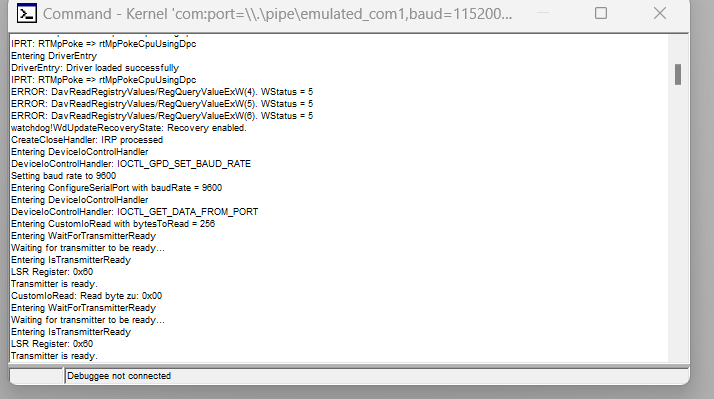 Command - Kernel 'com:port=\\.\pipe\emulated_com1,baud=115200...
IPRT: RTMpPoke => rtMpPokeCpuUsingDpc
Entering DriverEntry
DriverEntry: Driver loaded successfully
IPRT: RTMpPoke => rtMpPokeCpuUsingDpc
ERROR: DavReadRegistryValues/RegQueryValueExW(4). WStatus = 5
ERROR: DavReadRegistryValues/RegQueryValueExW(5). WStatus = 5
ERROR: DavReadRegistryValues/RegQueryValueExW(6). WStatus = 5
watchdog!WdUpdateRecoveryState: Recovery enabled.
CreateCloseHandler: IRP processed
Entering DeviceIoControlHandler
DeviceIoControlHandler: IOCTL_GPD_SET_BAUD_RATE
Setting baud rate to 9600
Entering ConfigureSerialPort with baudRate = 9600
Entering DeviceIoControlHandler
DeviceIoControlHandler: IOCTL_GET_DATA_FROM_PORT
Entering CustomIoRead with bytesToRead = 256
Entering WaitForTransmitterReady
Waiting for transmitter to be ready...
Entering IsTransmitterReady
LSR Register: 0x60
Transmitter is ready.
CustomIoRead: Read byte zu: 0x00
Entering WaitForTransmitterReady
Waiting for transmitter to be ready...
Entering IsTransmitterReady
LSR Register: 0x60
Transmitter is ready.
Debuggee not connected